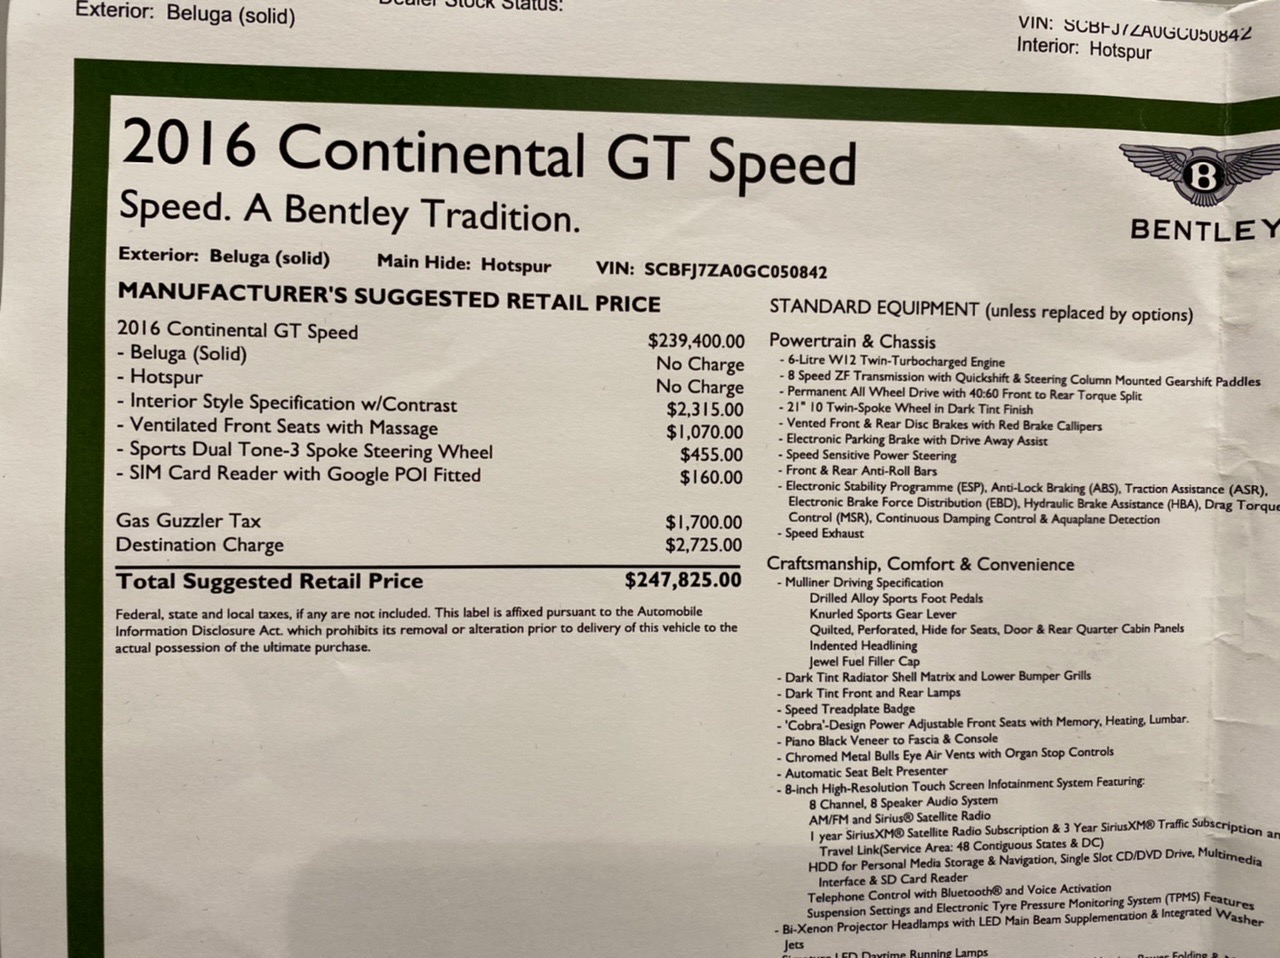 Dealer Stock Status:
Exterior: Beluga (solid)
VIN: SCBFJ7ZA0GC050842
Interior: Hotspur
2016 Continental GT Speed
Speed. A Bentley Tradition.
B
BENTLEY
Exterior: Beluga (solid) Main Hide: Hotspur VIN: SCBFJ7ZA0GC050842
MANUFACTURER'S SUGGESTED RETAIL PRICE
2016 Continental GT Speed $239,400.00
- Beluga (Solid) No Charge
- Hotspur No Charge
- Interior Style Specification w/Contrast $2,315.00
- Ventilated Front Seats with Massage $1,070.00
- Sports Dual Tone-3 Spoke Steering Wheel $455.00
- SIM Card Reader with Google POI Fitted $160.00
Gas Guzzler Tax $1,700.00
Destination Charge $2,725.00
Total Suggested Retail Price $247,825.00
Federal, state and local taxes, if any are not included. This label is affixed pursuant to the Automobile
Information Disclosure Act. which prohibits its removal or alteration prior to delivery of this vehicle to the
actual possession of the ultimate purchase.
STANDARD EQUIPMENT (unless replaced by options)
Powertrain & Chassis
- 6-Litre W12 Twin-Turbocharged Engine
- 8 Speed ZF Transmission with Quickshift & Steering Column Mounted Gearshift Paddles
- Permanent All Wheel Drive with 40:60 Front to Rear Torque Split
- 21" 10 Twin-Spoke Wheel in Dark Tint Finish
- Vented Front & Rear Disc Brakes with Red Brake Callipers
- Electronic Parking Brake with Drive Away Assist
- Speed Sensitive Power Steering
- Front & Rear Anti-Roll Bars
- Electronic Stability Programme (ESP), Anti-Lock Braking (ABS), Traction Assistance (ASR),
Electronic Brake Force Distribution (EBD), Hydraulic Brake Assistance (HBA), Drag Torque
Control (MSR), Continuous Damping Control & Aquaplane Detection
- Speed Exhaust
Craftsmanship, Comfort & Convenience
- Mulliner Driving Specification
Drilled Alloy Sports Foot Pedals
Knurled Sports Gear Lever
Quilted, Perforated, Hide for Seats, Door & Rear Quarter Cabin Panels
Indented Headlining
Jewel Fuel Filler Cap
- Dark Tint Radiator Shell Matrix and Lower Bumper Grills
- Dark Tint Front and Rear Lamps
- Speed Treadplate Badge
- 'Cobra'-Design Power Adjustable Front Seats with Memory, Heating, Lumbar.
- Piano Black Veneer to Fascia & Console
- Chromed Metal Bulls Eye Air Vents with Organ Stop Controls
- Automatic Seat Belt Presenter
- 8-inch High-Resolution Touch Screen Infotainment System Featuring:
8 Channel, 8 Speaker Audio System
AM/FM and Sirius® Satellite Radio
1 year SiriusXM® Satellite Radio Subscription & 3 Year SiriusXM® Traffic Subscription
Travel Link(Service Area: 48 Contiguous States & DC)
HDD for Personal Media Storage & Navigation, Single Slot CD/DVD Drive, Multimedia
Interface & SD Card Reader
Telephone Control with Bluetooth® and Voice Activation
Suspension Settings and Electronic Tyre Pressure Monitoring System (TPMS) Features
- Bi-Xenon Projector Headlamps with LED Main Beam Supplementation & Integrated Washer
Jets
LED Daytime Running Lamps